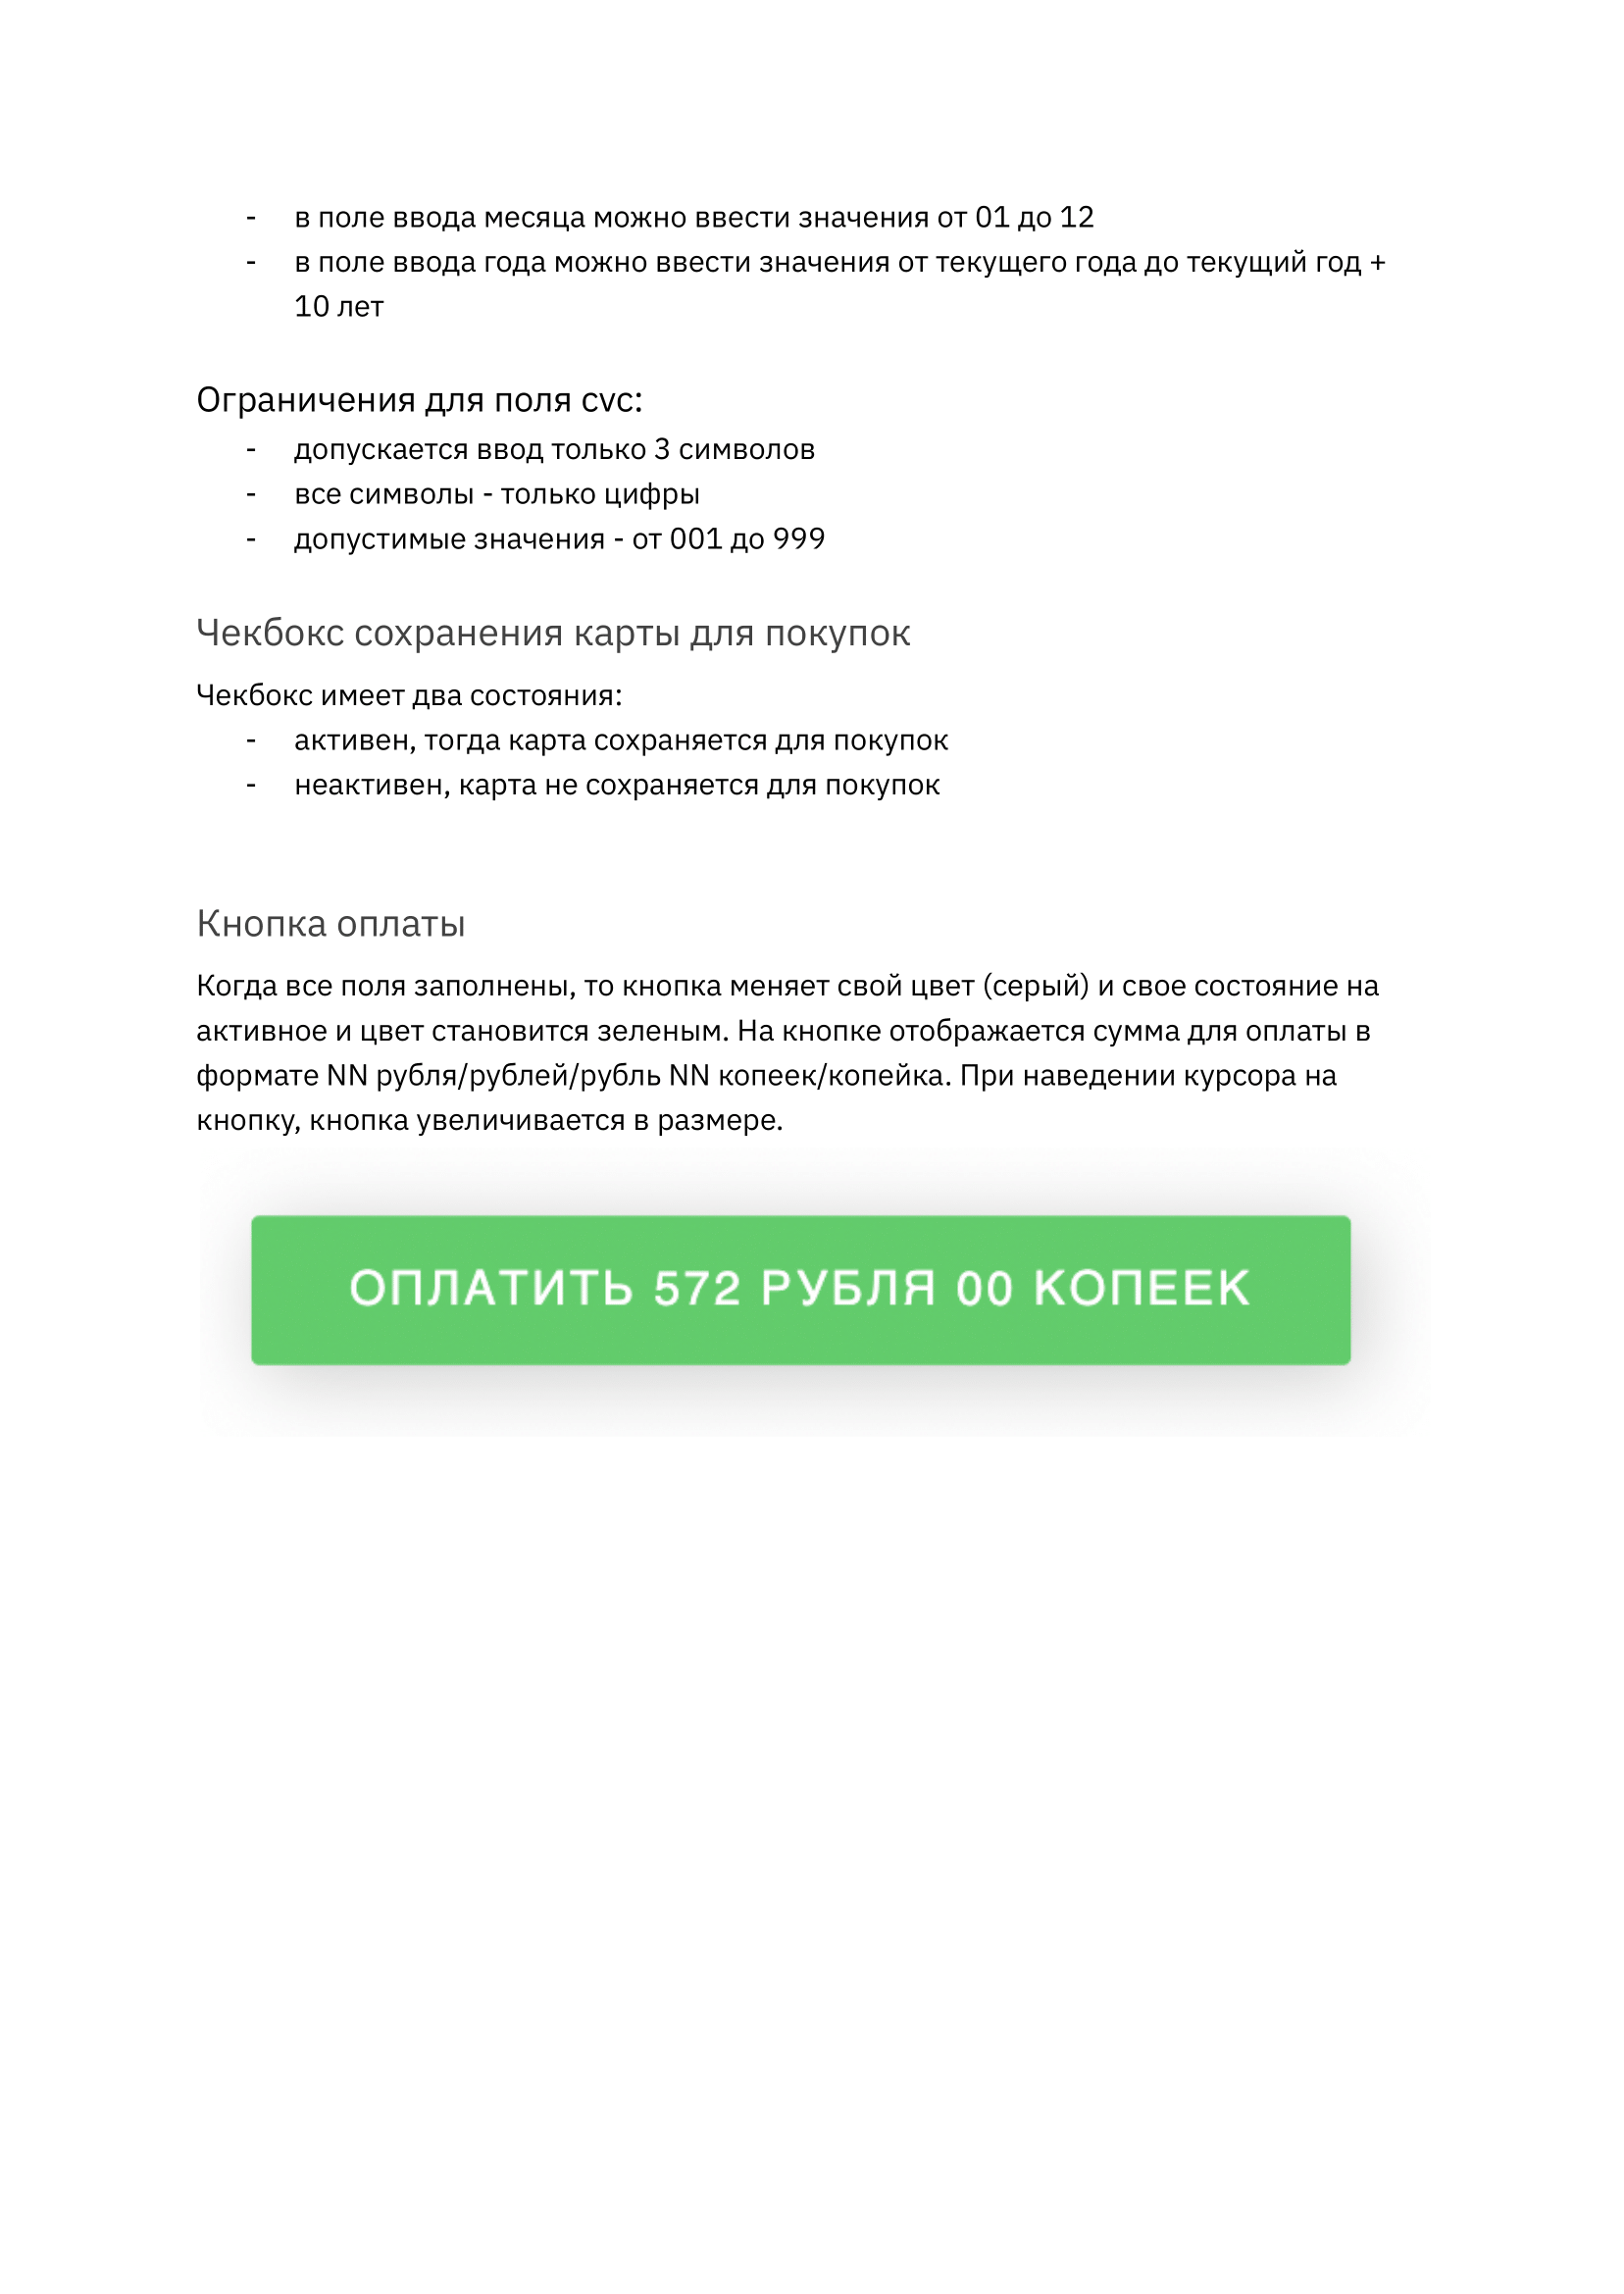 - в поле ввода месяца можно ввести значения от 01 до 12
- в поле ввода года можно ввести значения от текущего года до текущий год +
10 лет
Ограничения для поля cvc:
- допускается ввод только 3 символов
- все символы - только цифры
- допустимые значения - от 001 до 999
Чекбокс сохранения карты для покупок
Чекбокс имеет два состояния:
- активен, тогда карта сохраняется для покупок
- неактивен, карта не сохраняется для покупок
Кнопка оплаты
Когда все поля заполнены, то кнопка меняет свой цвет (серый) и свое состояние на
активное и цвет становится зеленым. На кнопке отображается сумма для оплаты в
формате NN рубля/рублей/рубль NN копеек/копейка. При наведении курсора на
кнопку, кнопка увеличивается в размере.
ОПЛАТИТЬ 572 РУБЛЯ 00 КОПЕЕК